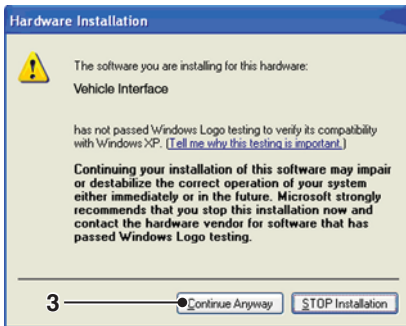 Hardware Installation
The software you are installing for this hardware:
Vehicle Interface
has not passed Windows Logo testing to verify its compatibility
with Windows XP. (Tell me why this testing is important.)
Continuing your installation of this software may impair
or destabilize the correct operation of your system
either immediately or in the future. Microsoft strongly
recommends that you stop this installation now and
contact the hardware vendor for software that has
passed Windows Logo testing.
3 Continue Anyway STOP Installation